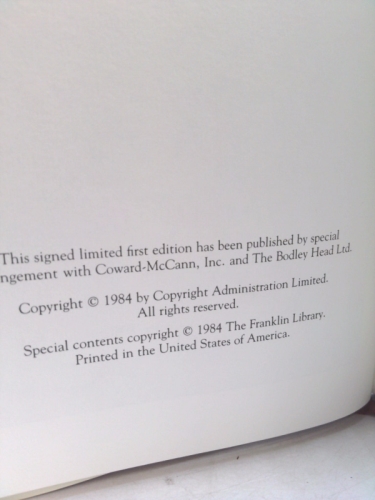 This signed limited first edition has been published by special
ngement with Coward-McCann, Inc. and The Bodley Head Ltd.
Copyright © 1984 by Copyright Administration Limited.
All rights reserved.
Special contents copyright © 1984 The Franklin Library.
Printed in the United States of America.